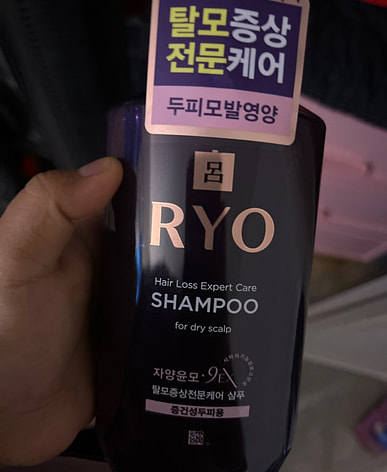 탈모증상
전문케어
두피모발영양
呂
RYO
Hair Loss Expert Care
SHAMPOO
for dry scalp
자양윤모·9EX
탈모증상전문케어 샴푸
중건성두피용